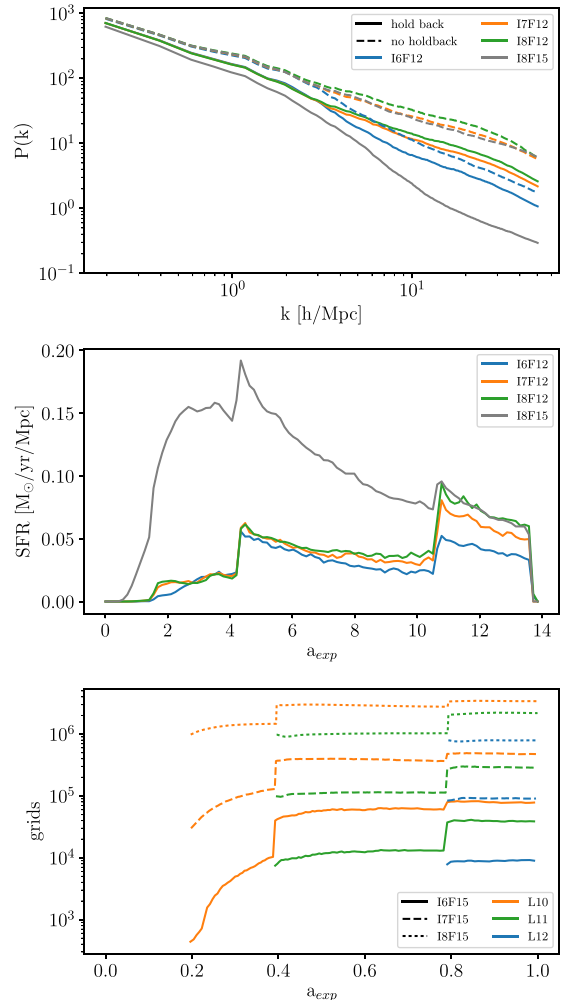 10³
10²
10¹
10⁰
10⁻¹
P(k)
hold back
no holdback
I6F12
I7F12
I8F12
I8F15
10⁰
10¹
k [h/Mpc]
0.20
0.15
0.10
0.05
0.00
SFR [M⊙/yr/Mpc]
I6F12
I7F12
I8F12
I8F15
0 2 4 6 8 10 12 14
a_exp
10⁶
10⁵
10⁴
10³
grids
I6F15
I7F15
I8F15
L10
L11
L12
0.0 0.2 0.4 0.6 0.8 1.0
a_exp